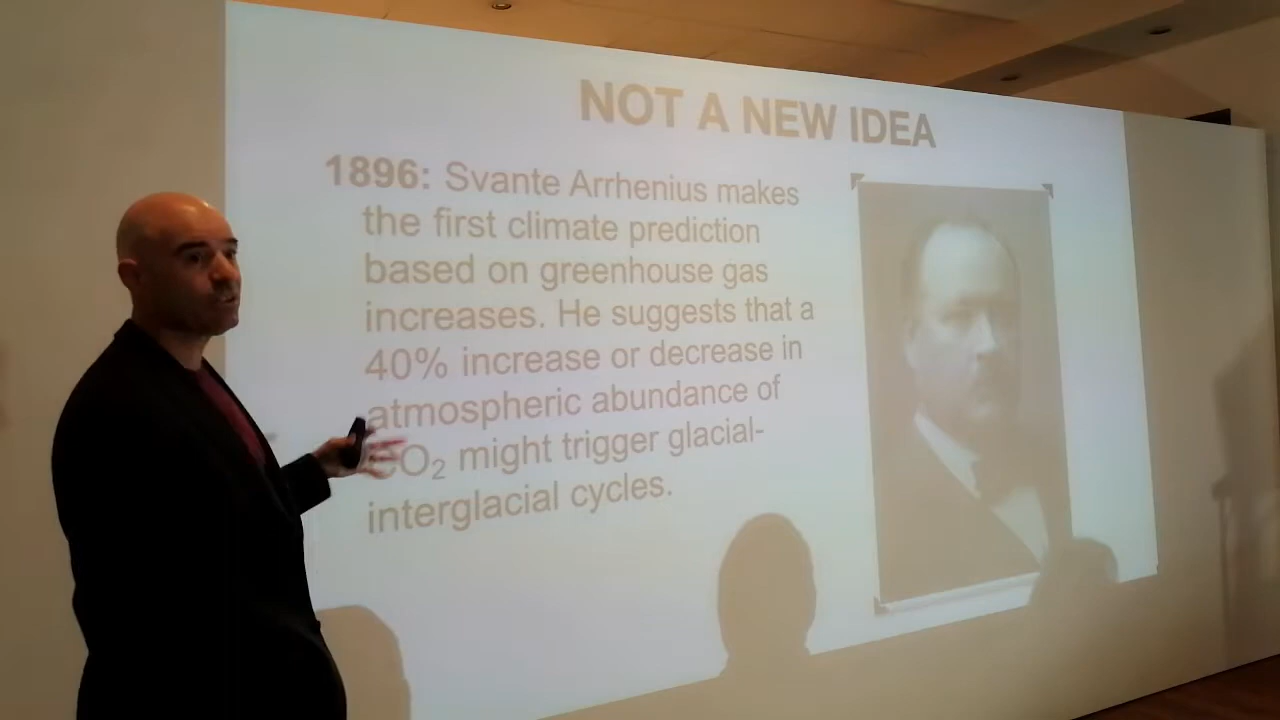 NOT A NEW IDEA
1896: Svante Arrhenius makes
the first climate prediction
based on greenhouse gas
increases. He suggests that a
40% increase or decrease in
atmospheric abundance of
CO₂ might trigger glacial-
interglacial cycles.